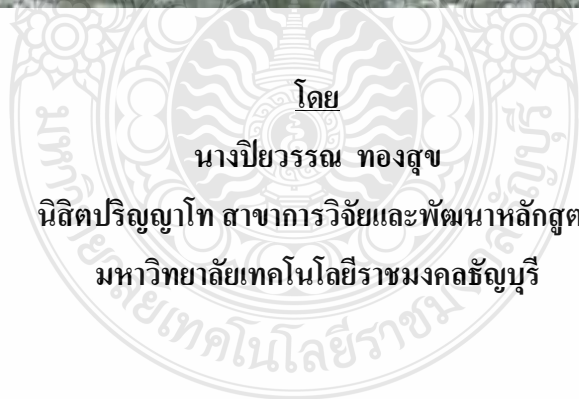 โดย
นางปิยวรรณ ทองสุข
นิสิตปริญญาโท สาขาการวิจัยและพัฒนาหลักสูต
มหาวิทยาลัยเทคโนโลยีราชมงคลธัญบุรี